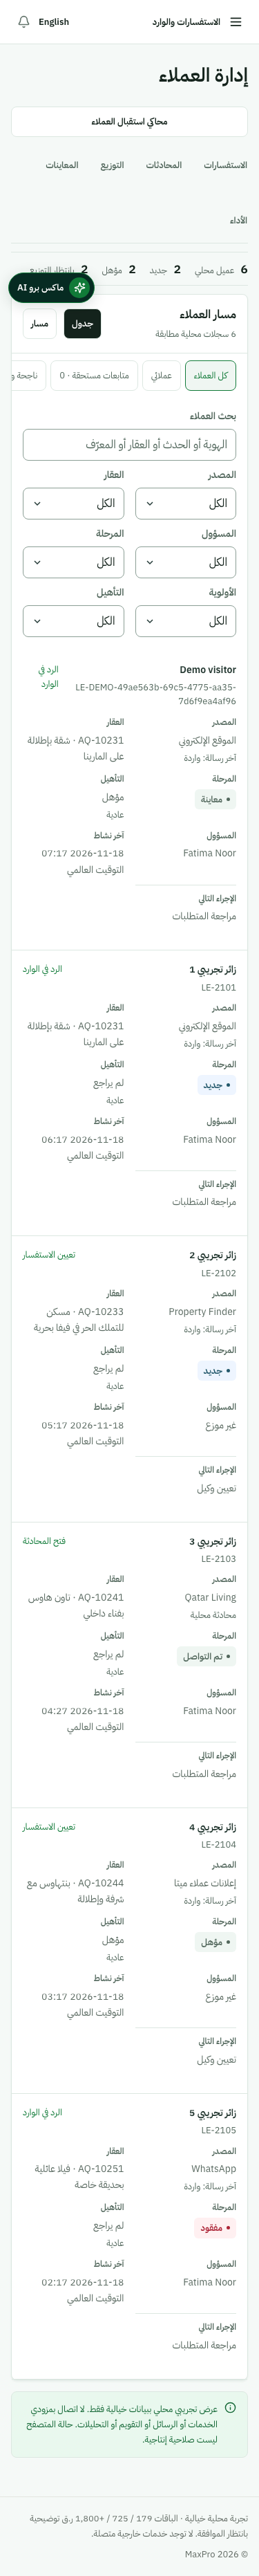 الاستفسارات والوارد
English
إدارة العملاء
محاكي استقبال العملاء
الاستفسارات
المحادثات
التوزيع
المعاينات
الأداء
6 عميل محلي
2 جديد
2 مؤهل
2 بانتظار التوزيع
ماكس برو AI
مسار العملاء
6 سجلات محلية مطابقة
جدول
مسار
كل العملاء
عملائي
متابعات مستحقة · 0
ناجحة و
بحث العملاء
الهوية أو الحدث أو العقار أو المعرّف
المصدر
العقار
الكل
الكل
المسؤول
المرحلة
الكل
الكل
الأولوية
التأهيل
الكل
الكل
Demo visitor
LE-DEMO-49ae563b-69c5-4775-aa35-
7d6f9ea4af96
الرد في
الوارد
المصدر
الموقع الإلكتروني
آخر رسالة: واردة
العقار
AQ-10231 · شقة بإطلالة
على المارينا
المرحلة
معاينة
التأهيل
مؤهل
عادية
المسؤول
Fatima Noor
آخر نشاط
2026-11-18 07:17
التوقيت العالمي
الإجراء التالي
مراجعة المتطلبات
زائر تجريبي 1
LE-2101
الرد في الوارد
المصدر
الموقع الإلكتروني
آخر رسالة: واردة
العقار
AQ-10231 · شقة بإطلالة
على المارينا
المرحلة
جديد
التأهيل
لم يراجع
عادية
المسؤول
Fatima Noor
آخر نشاط
2026-11-18 06:17
التوقيت العالمي
الإجراء التالي
مراجعة المتطلبات
زائر تجريبي 2
LE-2102
تعيين الاستفسار
المصدر
Property Finder
آخر رسالة: واردة
العقار
AQ-10233 · مسكن
للتملك الحر في فيفا بحرية
المرحلة
جديد
التأهيل
لم يراجع
عادية
المسؤول
غير موزع
آخر نشاط
2026-11-18 05:17
التوقيت العالمي
الإجراء التالي
تعيين وكيل
زائر تجريبي 3
LE-2103
فتح المحادثة
المصدر
Qatar Living
محادثة محلية
العقار
AQ-10241 · تاون هاوس
بفناء داخلي
المرحلة
تم التواصل
التأهيل
لم يراجع
عادية
المسؤول
Fatima Noor
آخر نشاط
2026-11-18 04:27
التوقيت العالمي
الإجراء التالي
مراجعة المتطلبات
زائر تجريبي 4
LE-2104
تعيين الاستفسار
المصدر
إعلانات عملاء ميتا
آخر رسالة: واردة
العقار
AQ-10244 · بنتهاوس مع
شرفة وإطلالة
المرحلة
مؤهل
التأهيل
مؤهل
عادية
المسؤول
غير موزع
آخر نشاط
2026-11-18 03:17
التوقيت العالمي
الإجراء التالي
تعيين وكيل
زائر تجريبي 5
LE-2105
الرد في الوارد
المصدر
WhatsApp
آخر رسالة: واردة
العقار
AQ-10251 · فيلا عائلية
بحديقة خاصة
المرحلة
مفقود
التأهيل
لم يراجع
عادية
المسؤول
Fatima Noor
آخر نشاط
2026-11-18 02:17
التوقيت العالمي
الإجراء التالي
مراجعة المتطلبات
عرض تجريبي محلي ببيانات خيالية فقط. لا اتصال بمزودي
الخدمات أو الرسائل أو التقويم أو التحليلات. حالة المتصفح
ليست صلاحية إنتاجية.
تجربة محلية خيالية · الباقات 179 / 725 / +1,800 ر.ق توضيحية
بانتظار الموافقة. لا توجد خدمات خارجية متصلة.
© 2026 MaxPro